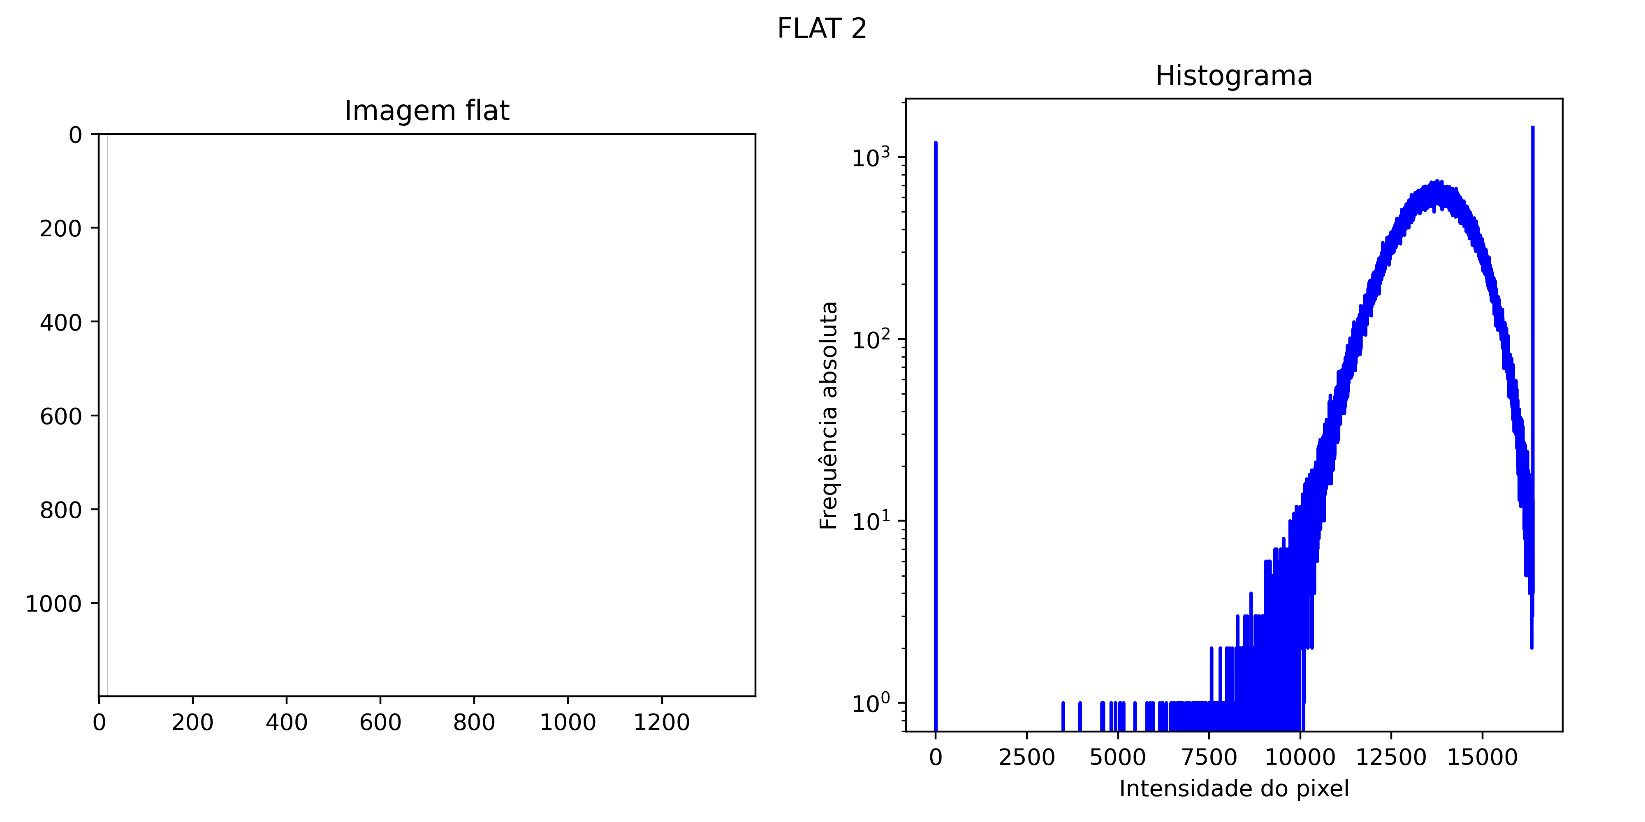 FLAT 2
Imagem flat
0
200
400
600
800
1000
0 200 400 600 800 1000 1200
Histograma
Frequência absoluta
10³
10²
10¹
10⁰
0 2500 5000 7500 10000 12500 15000
Intensidade do pixel